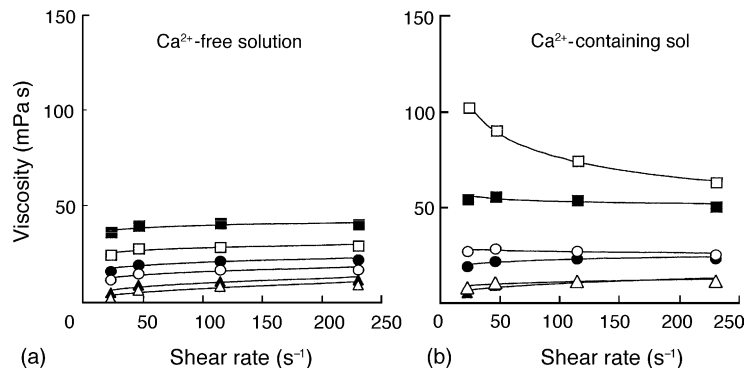 150
Ca²⁺-free solution
100
50
Viscosity (mPa s)
0
50
100
150
200
250
(a)
Shear rate (s⁻¹)
150
Ca²⁺-containing sol
100
50
0
50
100
150
200
250
(b)
Shear rate (s⁻¹)